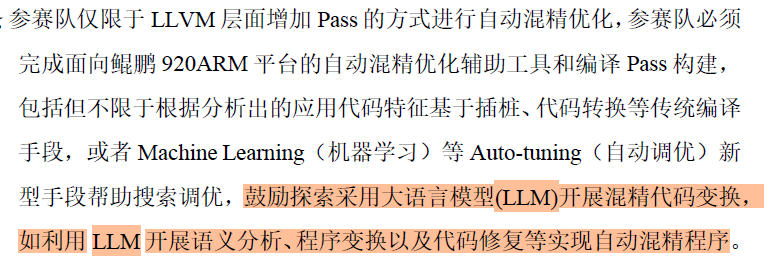 参赛队仅限于 LLVM 层面增加 Pass 的方式进行自动混精优化，参赛队必须
完成面向鲲鹏 920ARM 平台的自动混精优化辅助工具和编译 Pass 构建，
包括但不限于根据分析出的应用代码特征基于插桩、代码转换等传统编译
手段，或者 Machine Learning（机器学习）等 Auto-tuning（自动调优）新
型手段帮助搜索调优，鼓励探索采用大语言模型(LLM)开展混精代码变换，
如利用 LLM 开展语义分析、程序变换以及代码修复等实现自动混精程序。